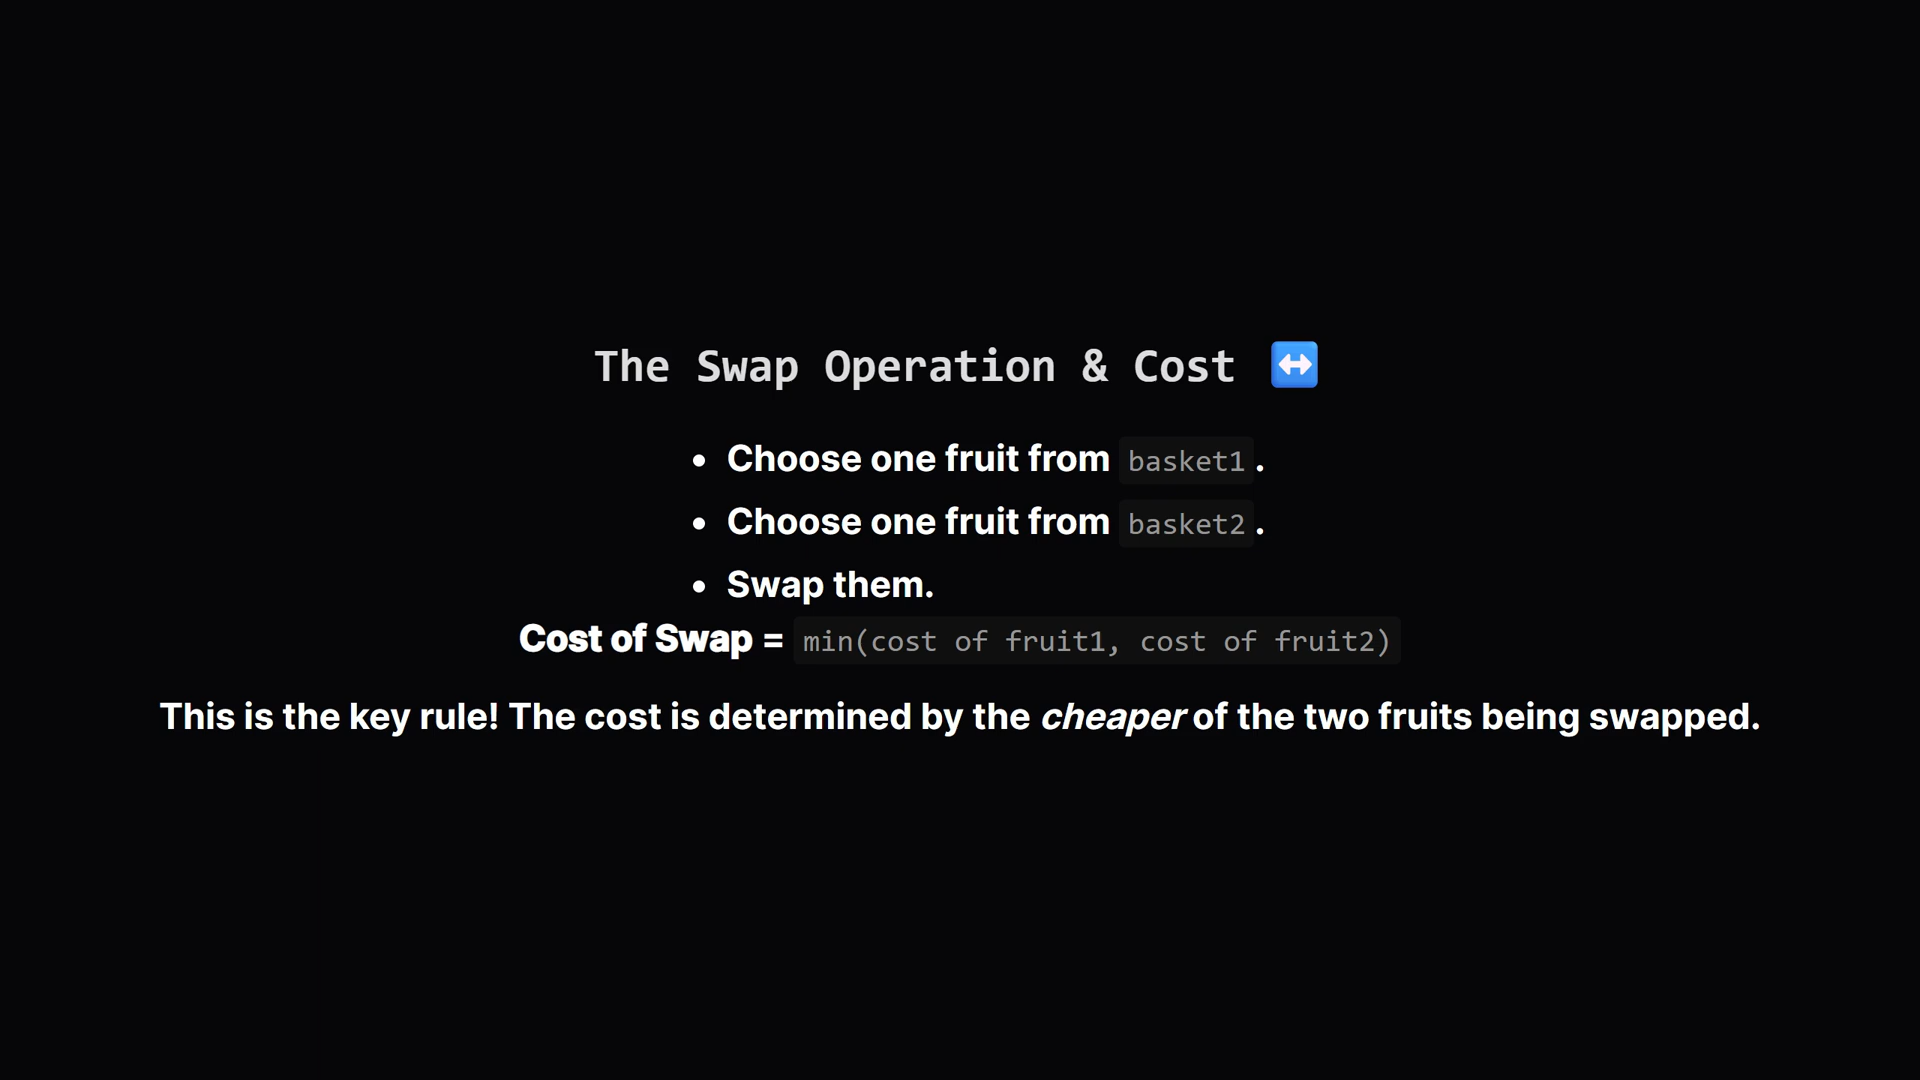 The Swap Operation & Cost ↔️
• Choose one fruit from basket1.
• Choose one fruit from basket2.
• Swap them.
Cost of Swap = min(cost of fruit1, cost of fruit2)
This is the key rule! The cost is determined by the cheaper of the two fruits being swapped.